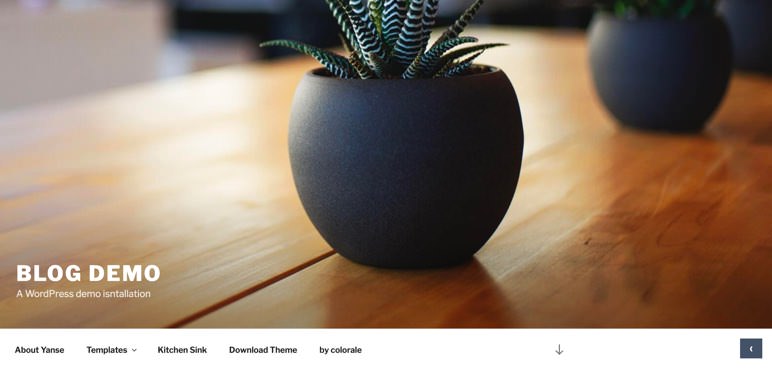 BLOG DEMO
A WordPress demo isntallation
About Yanse Templates Kitchen Sink Download Theme by colorale